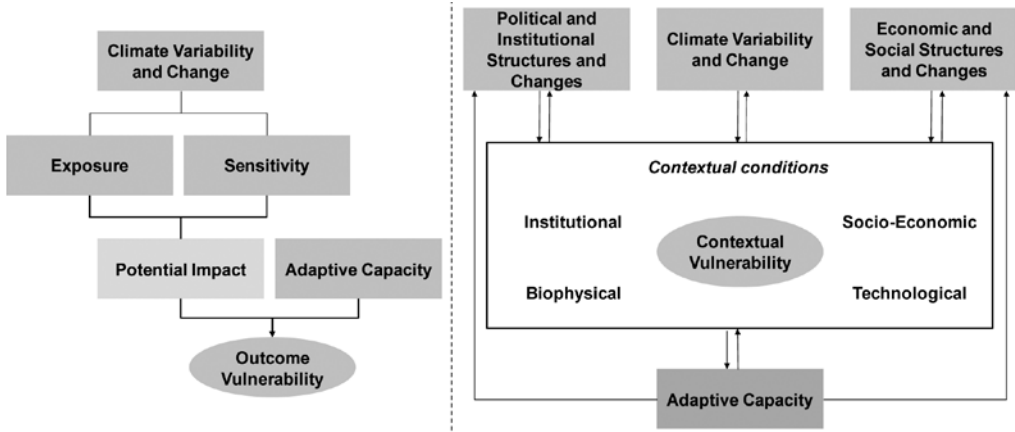 Climate Variability
and Change
Exposure
Sensitivity
Potential Impact
Adaptive Capacity
Outcome
Vulnerability
Political and
Institutional
Structures and
Changes
Climate Variability
and Change
Economic and
Social Structures
and Changes
Contextual conditions
Institutional
Socio-Economic
Contextual
Vulnerability
Biophysical
Technological
Adaptive Capacity